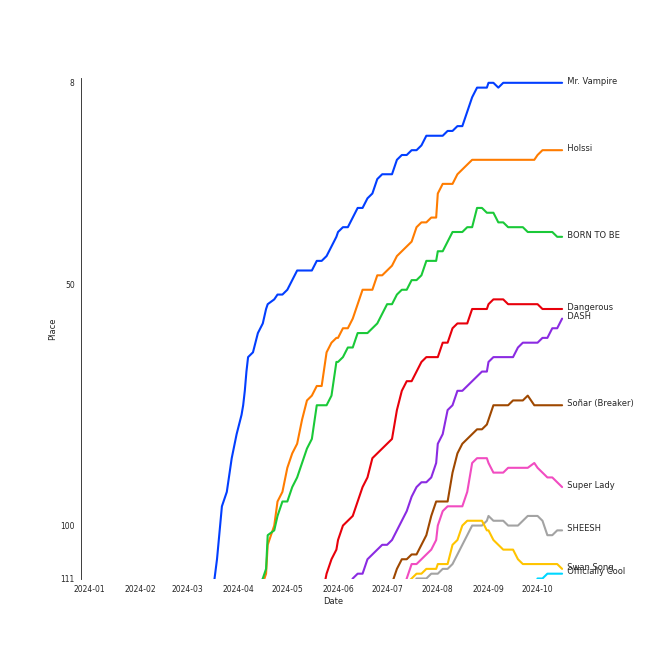 8
Mr. Vampire
Holssi
BORN TO BE
50
Dangerous
DASH
Place
Soñar (Breaker)
Super Lady
100
SHEESH
Swan Song
Officially Cool
111
2024-01 2024-02 2024-03 2024-04 2024-05 2024-06 2024-07 2024-08 2024-09 2024-10
Date